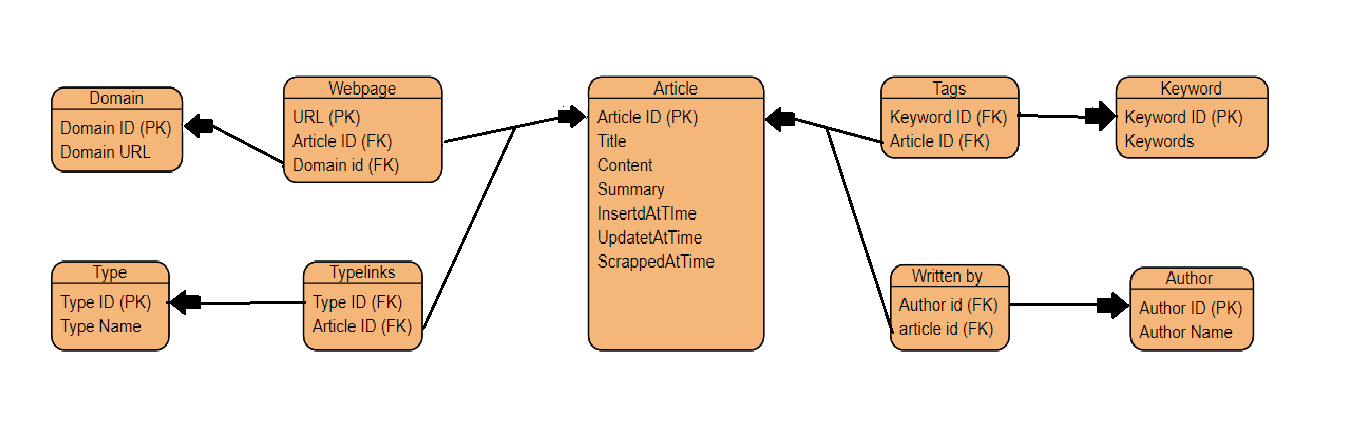 Domain
Domain ID (PK)
Domain URL
Webpage
URL (PK)
Article ID (FK)
Domain id (FK)
Article
Article ID (PK)
Title
Content
Summary
InsertdAtTIme
UpdatetAtTime
ScrappedAtTime
Tags
Keyword ID (FK)
Article ID (FK)
Keyword
Keyword ID (PK)
Keywords
Type
Type ID (PK)
Type Name
Typelinks
Type ID (FK)
Article ID (FK)
Written by
Author id (FK)
article id (FK)
Author
Author ID (PK)
Author Name